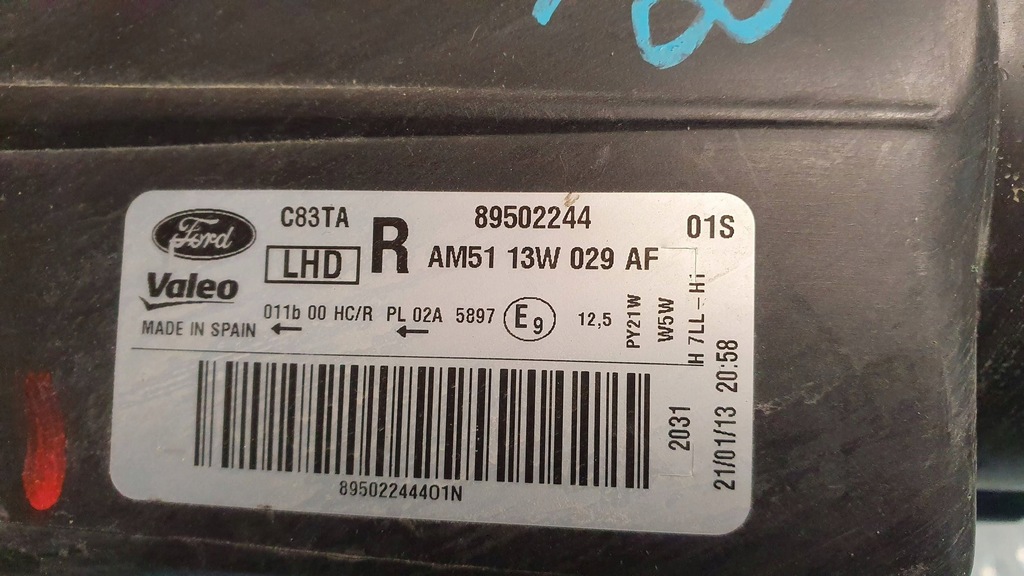 Ford
C83TA
R
89502244
01S
LHD
AM51 13W 029 AF
Valeo
MADE IN SPAIN
011b 00 HC/R PL 02A 5897 E9 12,5
PY21W
W5W
H 7LL-Hi
2031
21/01/13 20:58
8950224401N